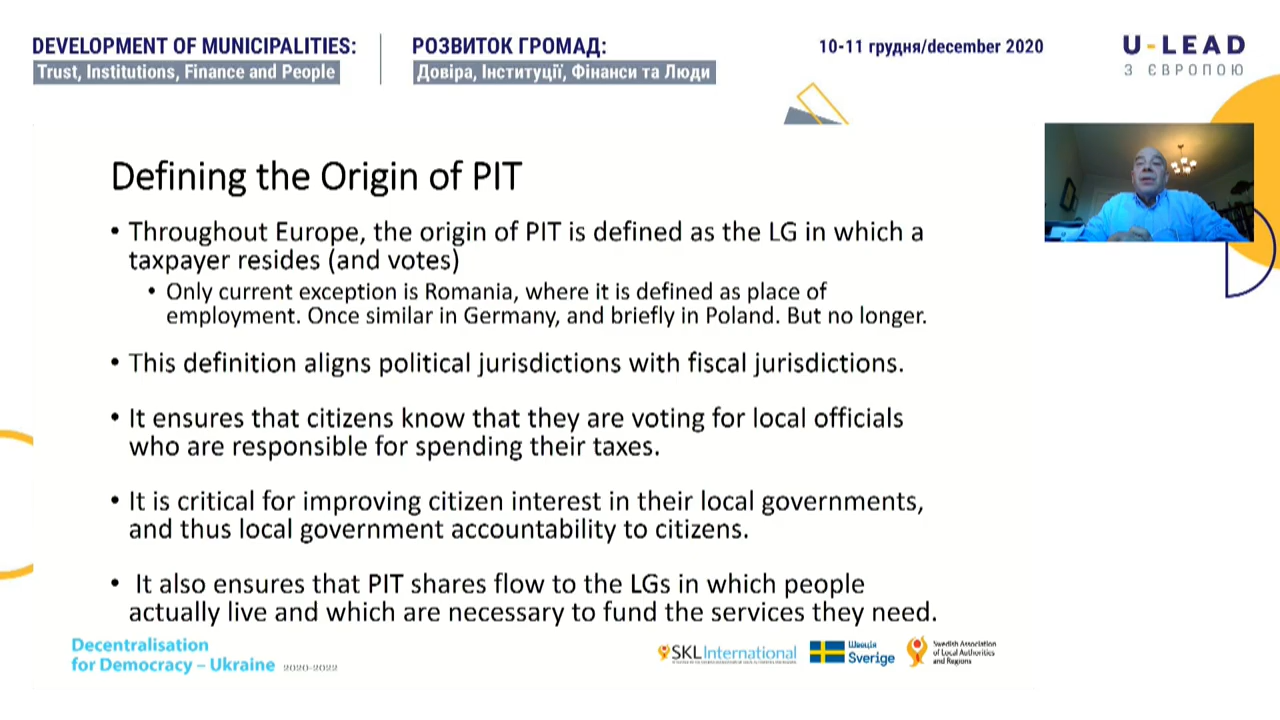 DEVELOPMENT OF MUNICIPALITIES:
Trust, Institutions, Finance and People
РОЗВИТОК ГРОМАД:
Довіра, Інституції, Фінанси та Люди
10-11 грудня/december 2020
U-LEAD
З ЄВРОПОЮ
Defining the Origin of PIT
• Throughout Europe, the origin of PIT is defined as the LG in which a
taxpayer resides (and votes)
• Only current exception is Romania, where it is defined as place of
employment. Once similar in Germany, and briefly in Poland. But no longer.
• This definition aligns political jurisdictions with fiscal jurisdictions.
• It ensures that citizens know that they are voting for local officials
who are responsible for spending their taxes.
• It is critical for improving citizen interest in their local governments,
and thus local government accountability to citizens.
• It also ensures that PIT shares flow to the LGs in which people
actually live and which are necessary to fund the services they need.
Decentralisation
for Democracy – Ukraine 2020-2022
SKL International
Швеція
Sverige
Swedish Association
of Local Authorities
and Regions